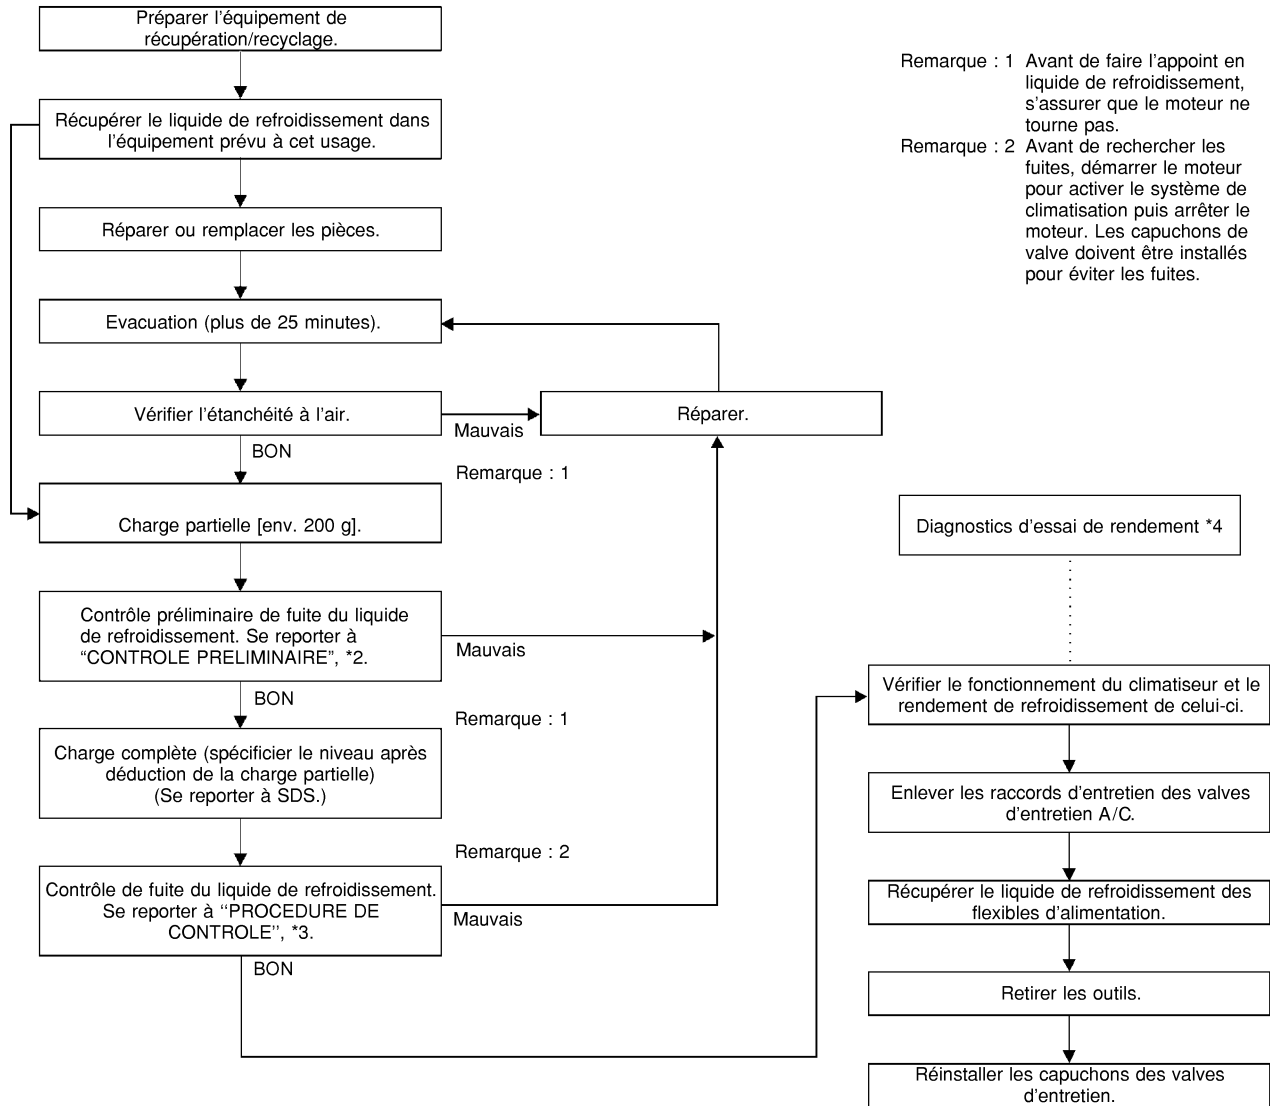 Préparer l'équipement de
récupération/recyclage.
Récupérer le liquide de refroidissement dans
l'équipement prévu à cet usage.
Réparer ou remplacer les pièces.
Evacuation (plus de 25 minutes).
Vérifier l'étanchéité à l'air.
Mauvais
Réparer.
BON
Remarque : 1
Charge partielle [env. 200 g].
Contrôle préliminaire de fuite du liquide
de refroidissement. Se reporter à
“CONTROLE PRELIMINAIRE”, *2.
Mauvais
BON
Remarque : 1
Charge complète (spécificier le niveau après
déduction de la charge partielle)
(Se reporter à SDS.)
Remarque : 2
Contrôle de fuite du liquide de refroidissement.
Se reporter à ‘‘PROCEDURE DE
CONTROLE’’, *3.
Mauvais
BON
Remarque : 1 Avant de faire l'appoint en
liquide de refroidissement,
s'assurer que le moteur ne
tourne pas.
Remarque : 2 Avant de rechercher les
fuites, démarrer le moteur
pour activer le système de
climatisation puis arrêter le
moteur. Les capuchons de
valve doivent être installés
pour éviter les fuites.
Diagnostics d'essai de rendement *4
Vérifier le fonctionnement du climatiseur et le
rendement de refroidissement de celui-ci.
Enlever les raccords d'entretien des valves
d'entretien A/C.
Récupérer le liquide de refroidissement des
flexibles d'alimentation.
Retirer les outils.
Réinstaller les capuchons des valves
d'entretien.